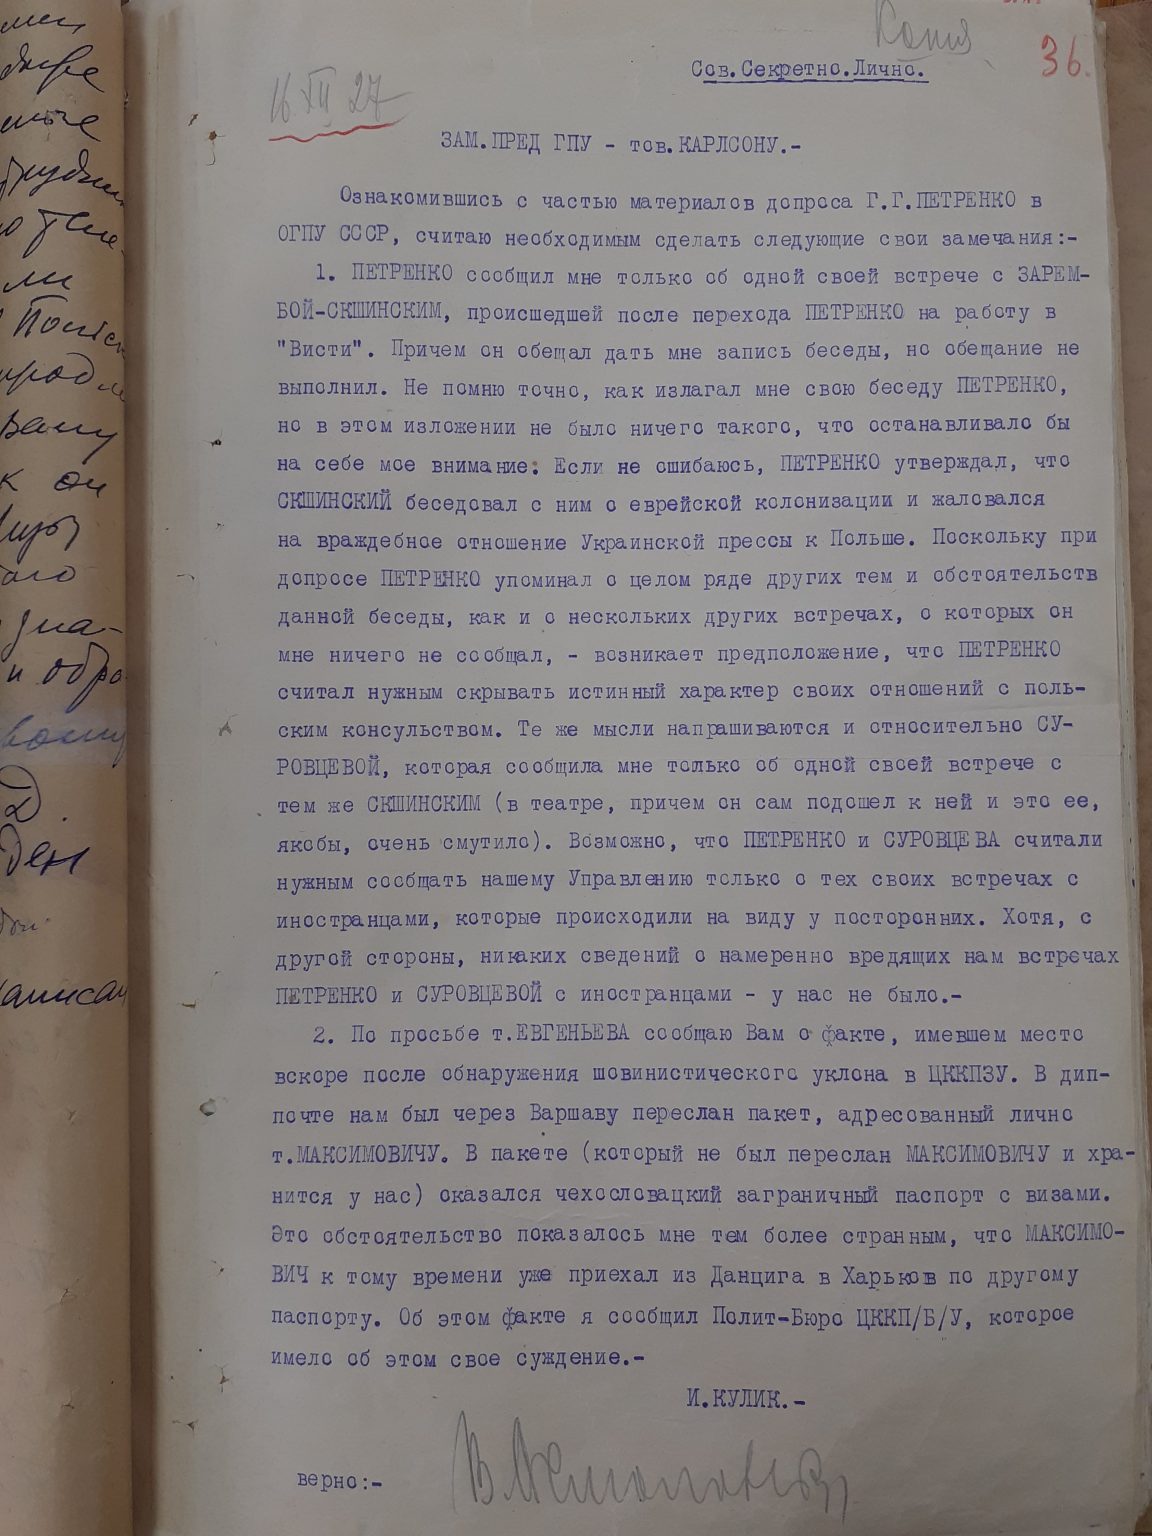 Копия
36.
Сов.Секретно.Лично.
16 XII 27
ЗАМ.ПРЕД ГПУ - тов.КАРЛСОНУ.-
Ознакомившись с частью материалов допроса Г.Г.ПЕТРЕНКО в
ОГПУ СССР, считаю необходимым сделать следующие свои замечания:-
1. ПЕТРЕНКО сообщил мне только об одной своей встрече с ЗАРЕМ-
БОЙ-СКШИНСКИМ, происшедшей после перехода ПЕТРЕНКО на работу в
"Висти". Причем он обещал дать мне запись беседы, но обещание не
выполнил. Не помню точно, как излагал мне свою беседу ПЕТРЕНКО,
но в этом изложении не было ничего такого, что останавливало бы
на себе мое внимание. Если не ошибаюсь, ПЕТРЕНКО утверждал, что
СКШИНСКИЙ беседовал с ним о еврейской колонизации и жаловался
на враждебное отношение Украинской прессы к Польше. Поскольку при
допросе ПЕТРЕНКО упоминал о целом ряде других тем и обстоятельств
данной беседы, как и о нескольких других встречах, о которых он
мне ничего не сообщал, - возникает предположение, что ПЕТРЕНКО
считал нужным скрывать истинный характер своих отношений с поль-
ским консульством. Те же мысли напрашиваются и относительно СУ-
РОВЦЕВОЙ, которая сообщила мне только об одной своей встрече с
тем же СКШИНСКИМ (в театре, причем он сам подошел к ней и это ее,
якобы, очень смутило). Возможно, что ПЕТРЕНКО и СУРОВЦЕВА считали
нужным сообщать нашему Управлению только о тех своих встречах с
иностранцами, которые происходили на виду у посторонних. Хотя, с
другой стороны, никаких сведений о намеренно вредящих нам встречах
ПЕТРЕНКО и СУРОВЦЕВОЙ с иностранцами - у нас не было.-
2. По просьбе т.ЕВГЕНЬЕВА сообщаю Вам о факте, имевшем место
вскоре после обнаружения шовинистического уклона в ЦККПЗУ. В дип-
почте нам был через Варшаву переслан пакет, адресованный лично
т.МАКСИМОВИЧУ. В пакете (который не был переслан МАКСИМОВИЧУ и хра-
нится у нас) оказался чехословацкий заграничный паспорт с визами.
Это обстоятельство показалось мне тем более странным, что МАКСИМО-
ВИЧ к тому времени уже приехал из Данцига в Харьков по другому
паспорту. Об этом факте я сообщил Полит-Бюро ЦККП/Б/У, которое
имело об этом свое суждение.-
И.КУЛИК.-
верно:-